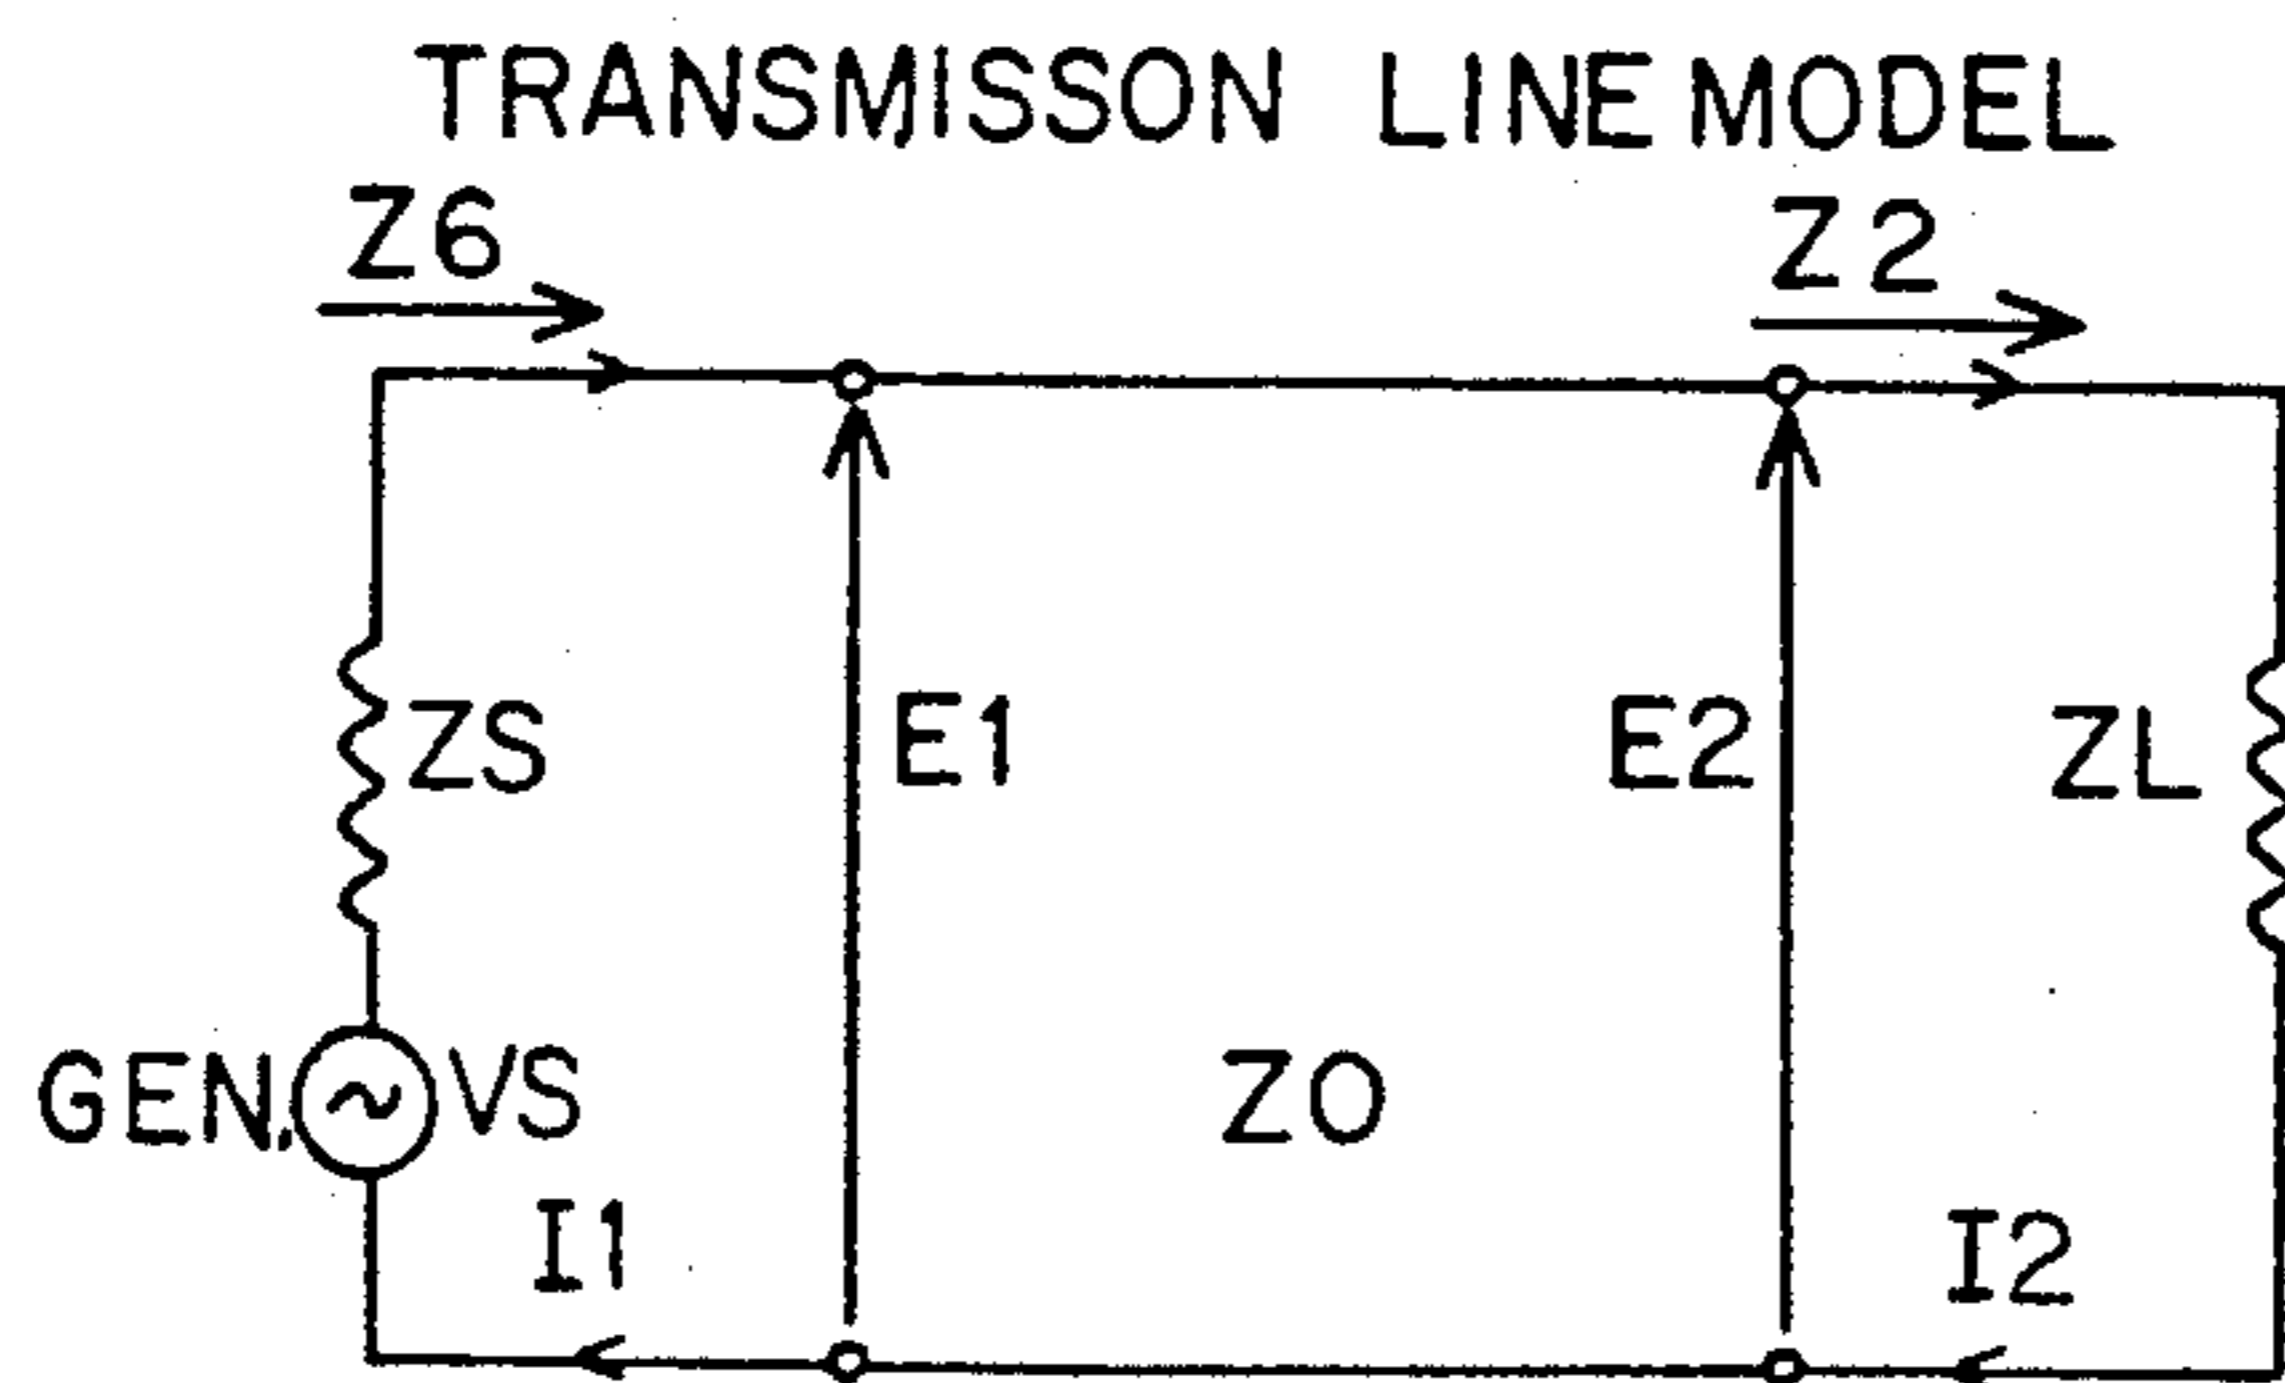 TRANSMISSON LINE MODEL
Z6 Z2
ZS E1 E2 ZL
GEN. VS ZO
I1 I2